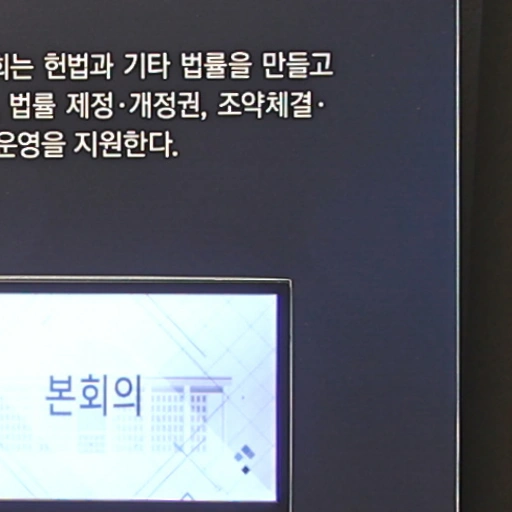 회는 헌법과 기타 법률을 만들고
법률 제정·개정권, 조약체결·
운영을 지원한다.
본회의